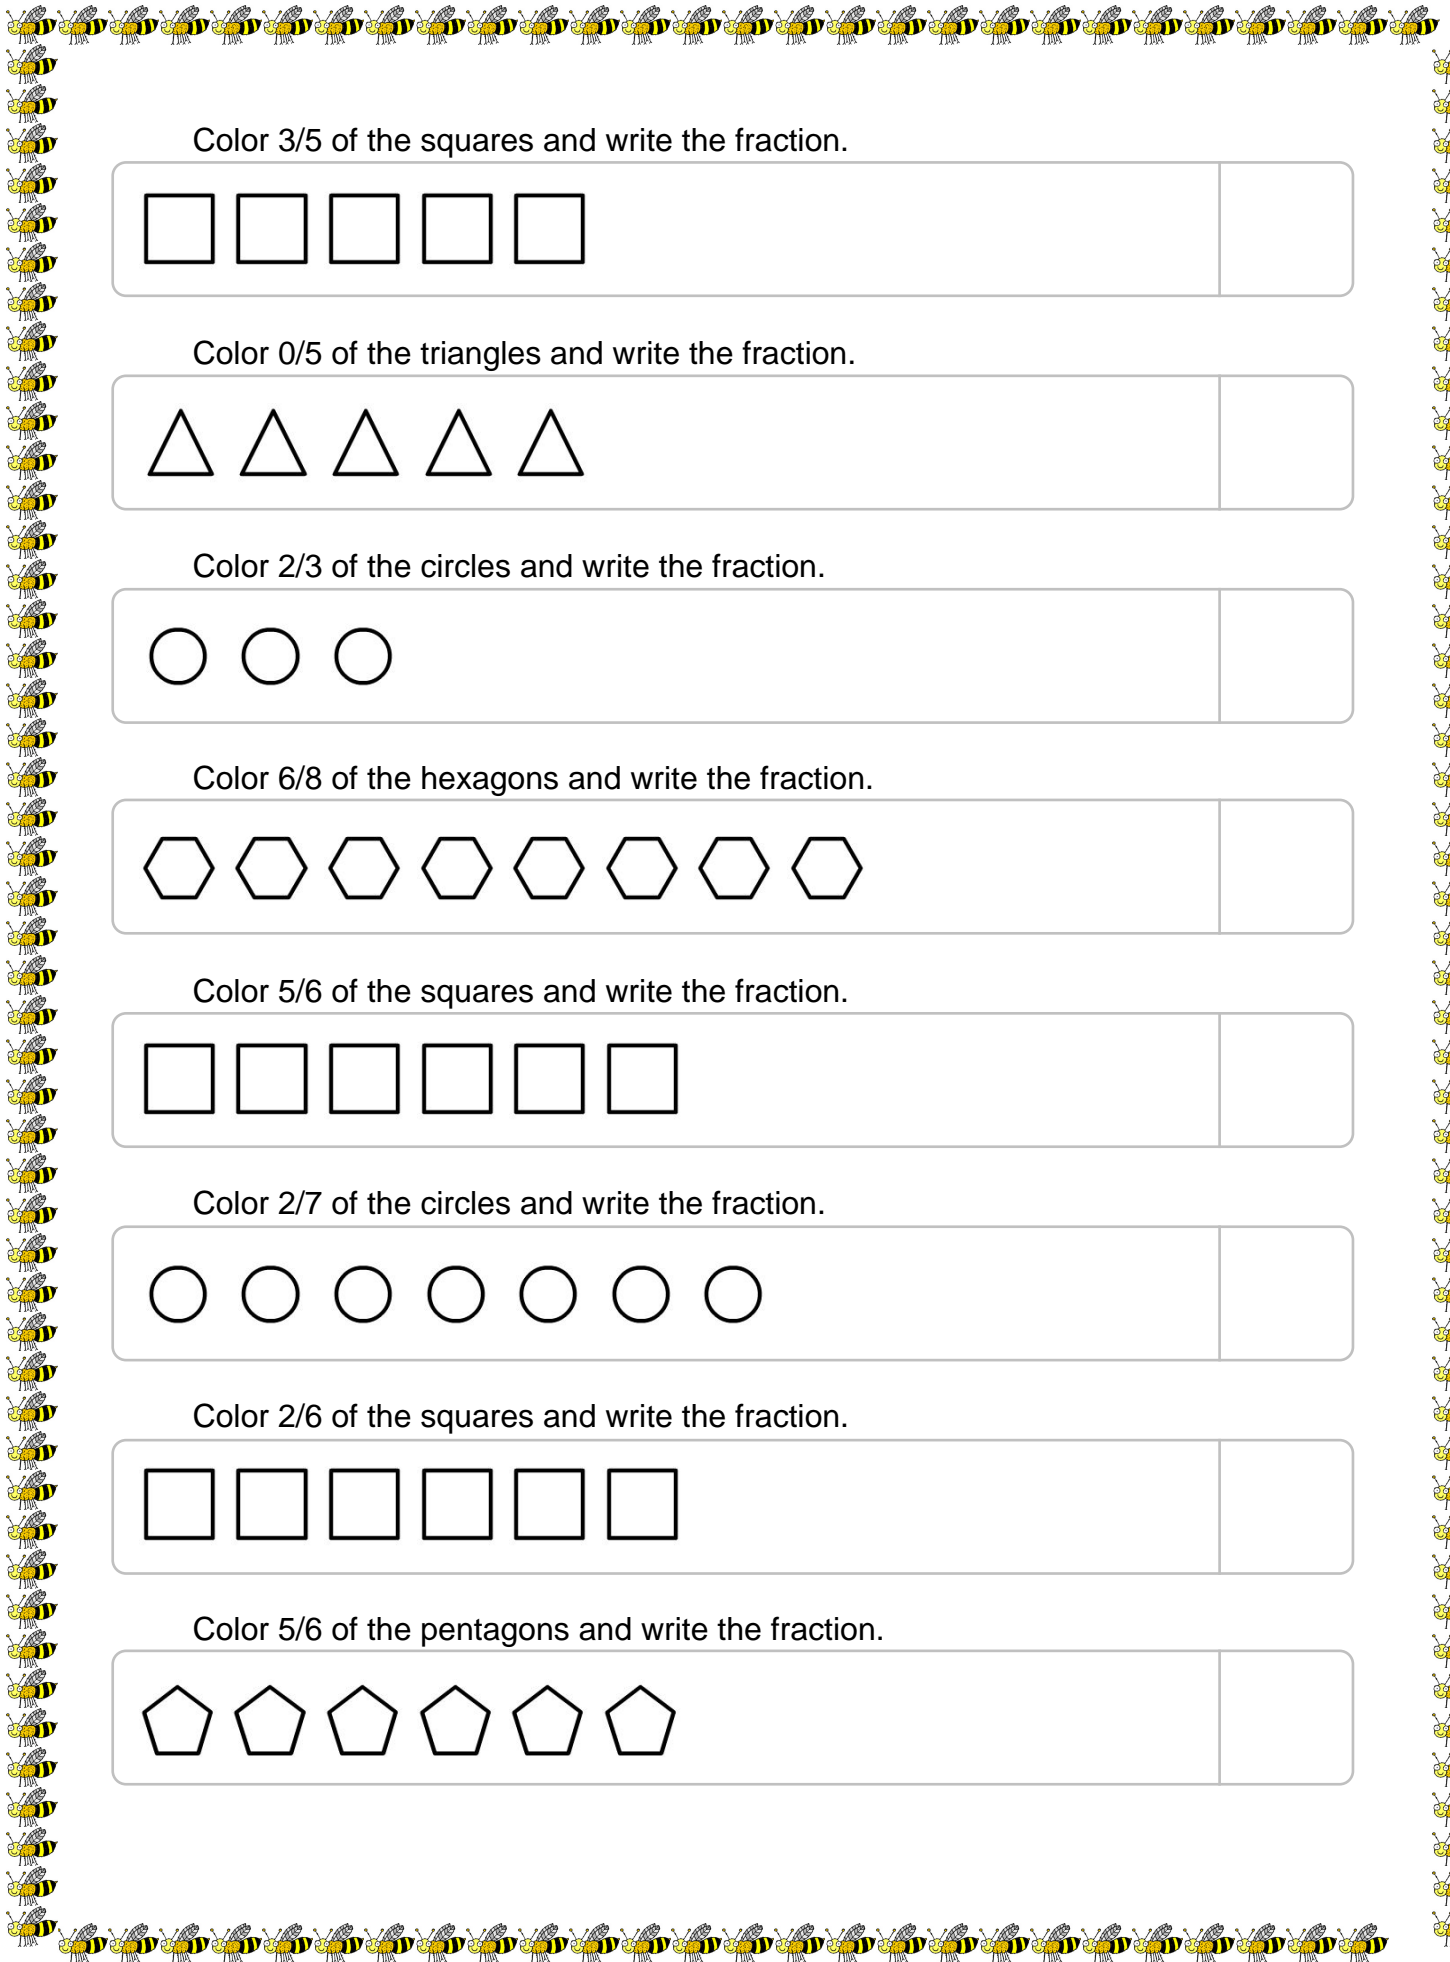 Color 3/5 of the squares and write the fraction.
Color 0/5 of the triangles and write the fraction.
Color 2/3 of the circles and write the fraction.
Color 6/8 of the hexagons and write the fraction.
Color 5/6 of the squares and write the fraction.
Color 2/7 of the circles and write the fraction.
Color 2/6 of the squares and write the fraction.
Color 5/6 of the pentagons and write the fraction.